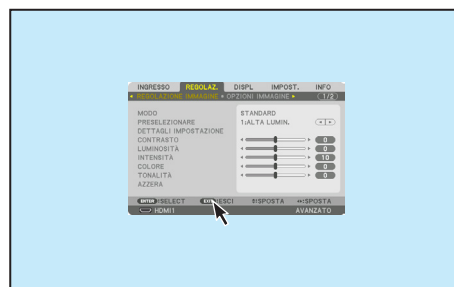 INGRESSO REGOLAZ. DISPL IMPOST. INFO
REGOLAZIONE IMMAGINE OPZIONI IMMAGINE (1/2)
MODO STANDARD
PRESELEZIONARE 1:ALTA LUMIN.
DETTAGLI IMPOSTAZIONE
CONTRASTO 0
LUMINOSITÀ 0
INTENSITÀ 10
COLORE 0
TONALITÀ 0
AZZERA
ENTER:SELECT EXIT:ESCI ↕:SPOSTA ↔:SPOSTA
HDMI1 AVANZATO